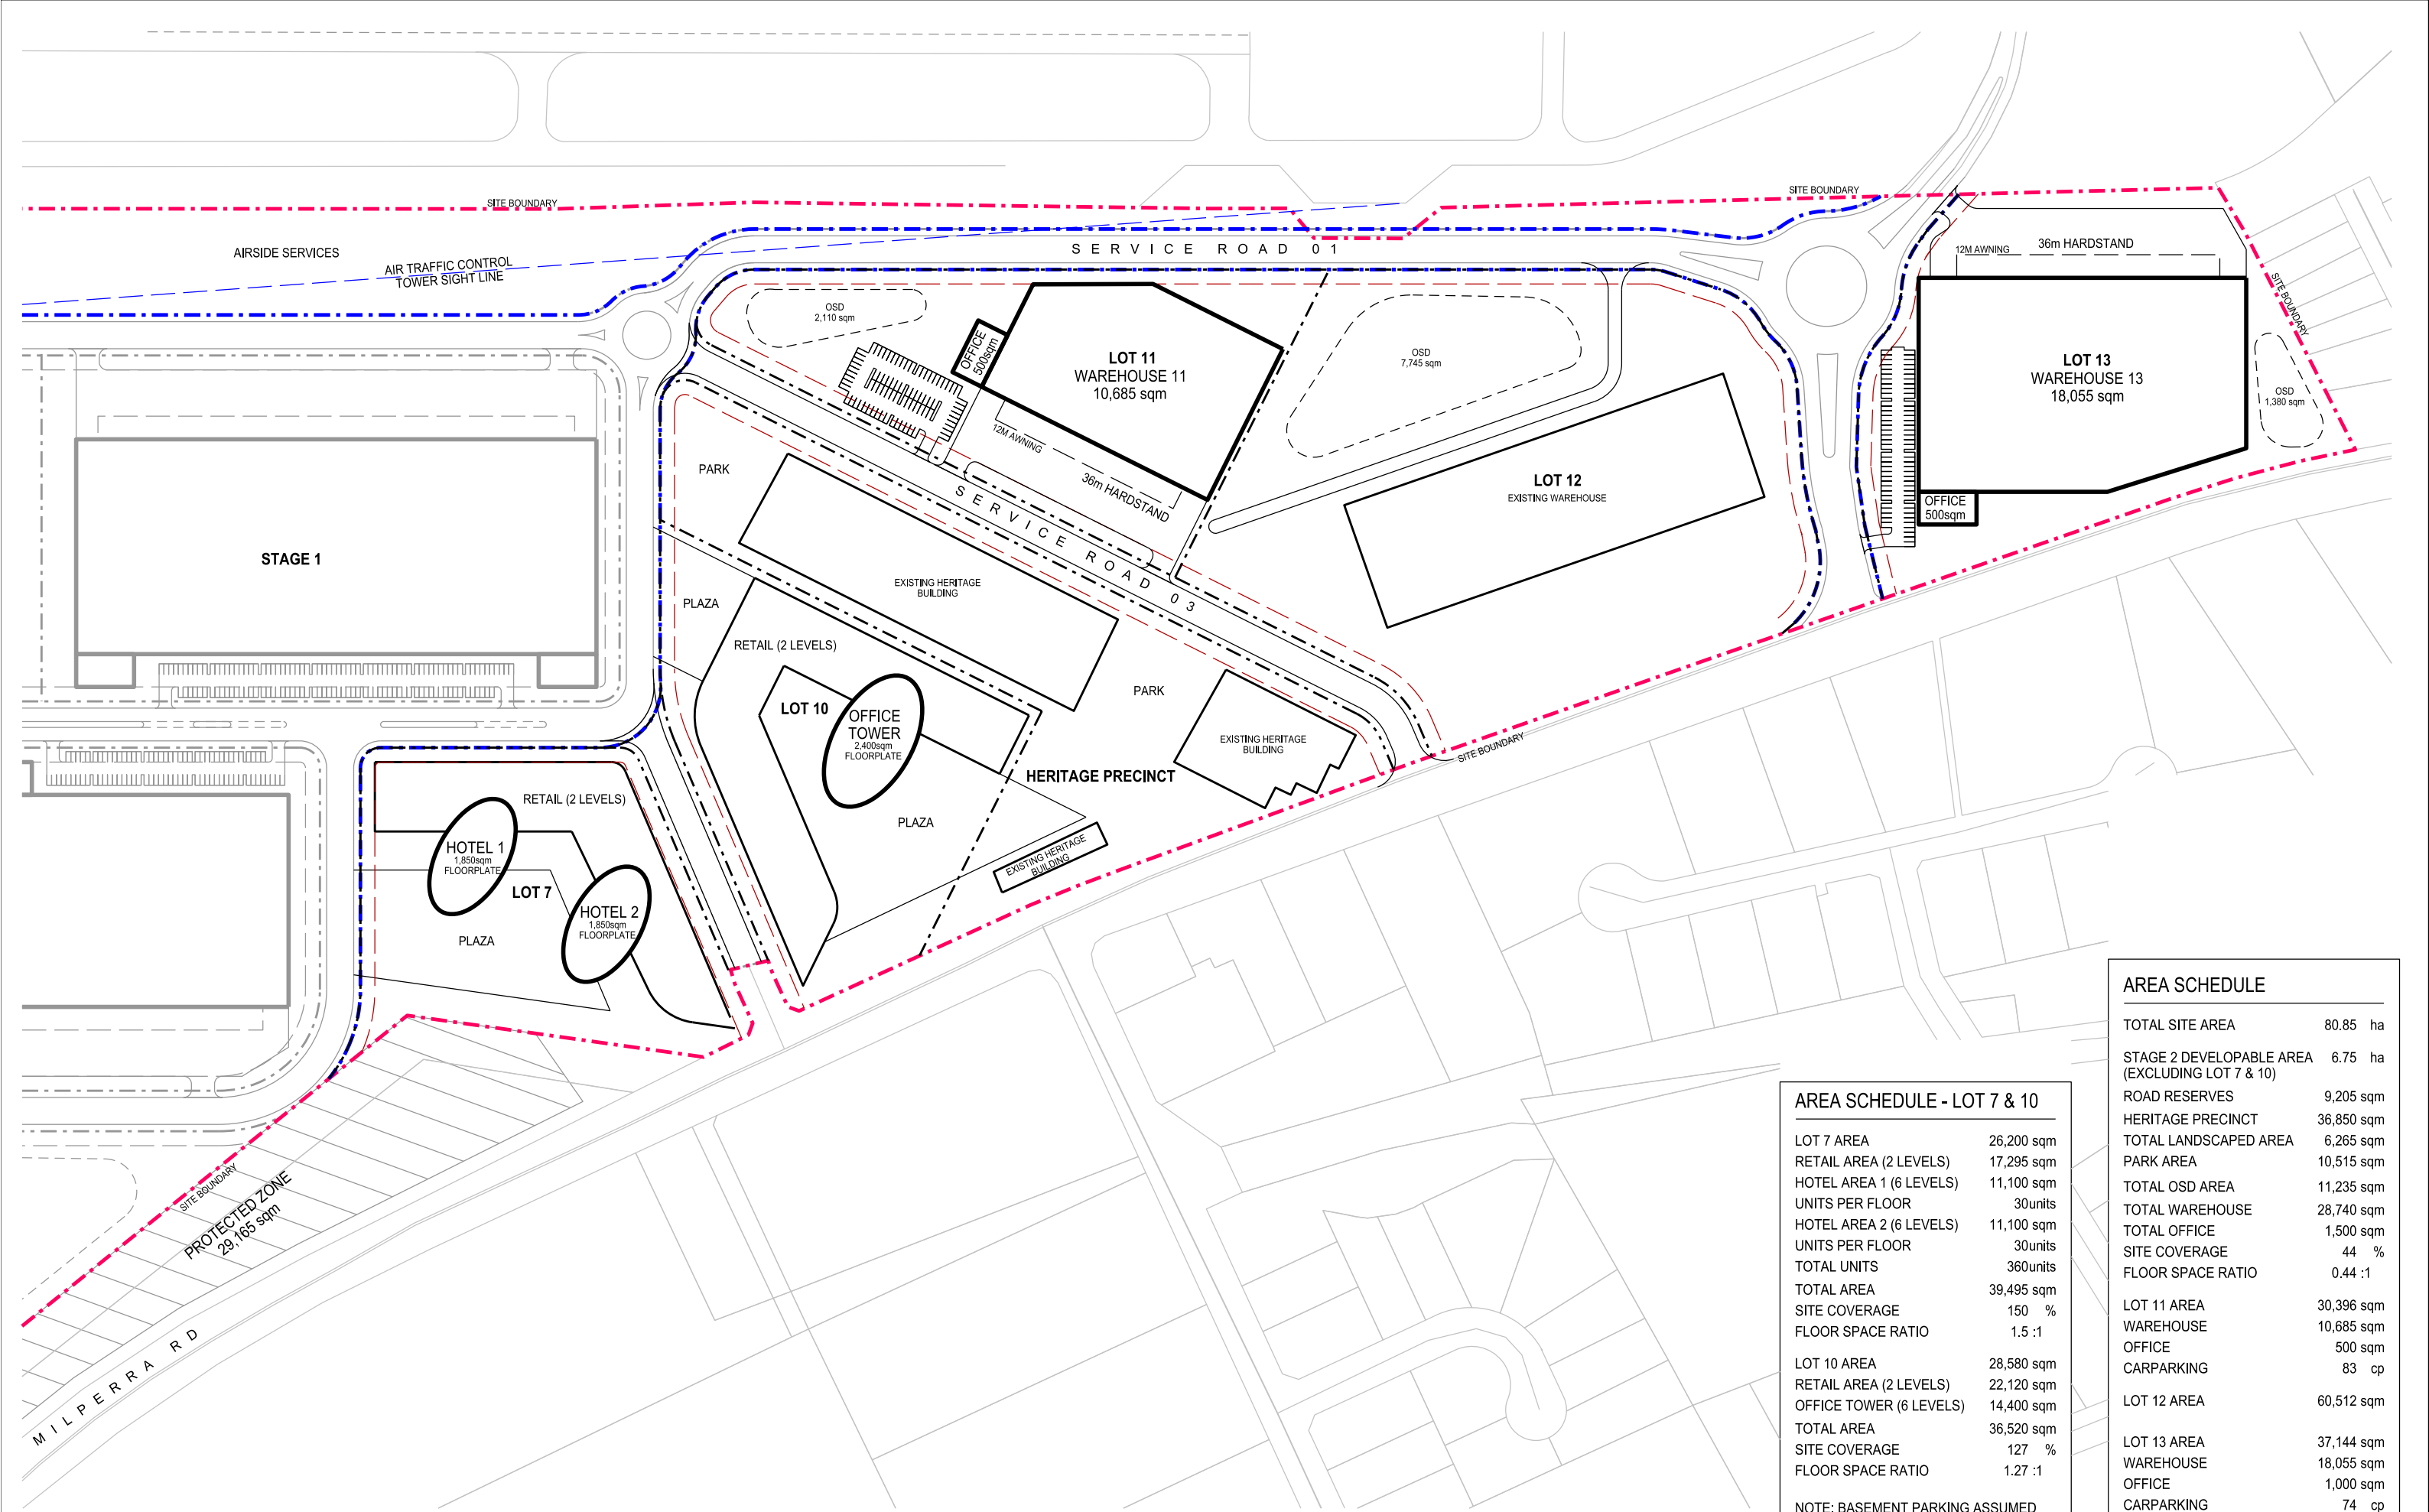 SITE BOUNDARY
SITE BOUNDARY
AIRSIDE SERVICES
AIR TRAFFIC CONTROL
TOWER SIGHT LINE
SERVICE ROAD 01
12M AWNING
36m HARDSTAND
SITE BOUNDARY
OSD
2,110 sqm
OFFICE
500sqm
LOT 11
WAREHOUSE 11
10,685 sqm
12M AWNING
36m HARDSTAND
OSD
7,745 sqm
LOT 12
EXISTING WAREHOUSE
LOT 13
WAREHOUSE 13
18,055 sqm
OSD
1,380 sqm
OFFICE
500sqm
STAGE 1
PARK
SERVICE ROAD 03
EXISTING HERITAGE
BUILDING
PLAZA
RETAIL (2 LEVELS)
LOT 10
OFFICE
TOWER
2,400sqm
FLOORPLATE
PARK
EXISTING HERITAGE
BUILDING
HERITAGE PRECINCT
SITE BOUNDARY
PLAZA
EXISTING HERITAGE
BUILDING
RETAIL (2 LEVELS)
HOTEL 1
1,850sqm
FLOORPLATE
LOT 7
HOTEL 2
1,850sqm
FLOORPLATE
PLAZA
SITE BOUNDARY
PROTECTED ZONE
29,165 sqm
MILPERRA RD
AREA SCHEDULE - LOT 7 & 10
LOT 7 AREA 26,200 sqm
RETAIL AREA (2 LEVELS) 17,295 sqm
HOTEL AREA 1 (6 LEVELS) 11,100 sqm
UNITS PER FLOOR 30units
HOTEL AREA 2 (6 LEVELS) 11,100 sqm
UNITS PER FLOOR 30units
TOTAL UNITS 360units
TOTAL AREA 39,495 sqm
SITE COVERAGE 150 %
FLOOR SPACE RATIO 1.5 :1
LOT 10 AREA 28,580 sqm
RETAIL AREA (2 LEVELS) 22,120 sqm
OFFICE TOWER (6 LEVELS) 14,400 sqm
TOTAL AREA 36,520 sqm
SITE COVERAGE 127 %
FLOOR SPACE RATIO 1.27 :1
NOTE: BASEMENT PARKING ASSUMED
AREA SCHEDULE
TOTAL SITE AREA 80.85 ha
STAGE 2 DEVELOPABLE AREA 6.75 ha
(EXCLUDING LOT 7 & 10)
ROAD RESERVES 9,205 sqm
HERITAGE PRECINCT 36,850 sqm
TOTAL LANDSCAPED AREA 6,265 sqm
PARK AREA 10,515 sqm
TOTAL OSD AREA 11,235 sqm
TOTAL WAREHOUSE 28,740 sqm
TOTAL OFFICE 1,500 sqm
SITE COVERAGE 44 %
FLOOR SPACE RATIO 0.44 :1
LOT 11 AREA 30,396 sqm
WAREHOUSE 10,685 sqm
OFFICE 500 sqm
CARPARKING 83 cp
LOT 12 AREA 60,512 sqm
LOT 13 AREA 37,144 sqm
WAREHOUSE 18,055 sqm
OFFICE 1,000 sqm
CARPARKING 74 cp